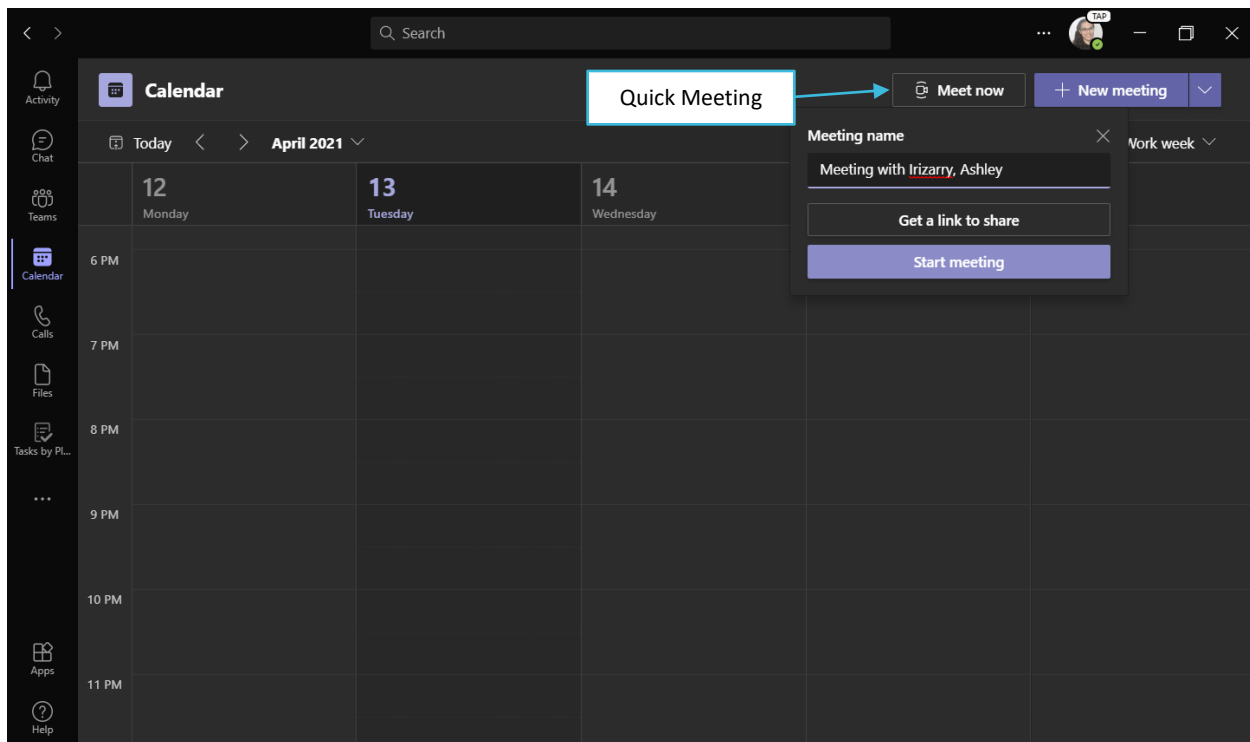 Search
TAP
Activity
Chat
Teams
Calendar
Calls
Files
Tasks by Pl...
Apps
Help
Calendar
Quick Meeting
Meet now
+ New meeting
Today
April 2021
Work week
Meeting name
Meeting with Irizarry, Ashley
Get a link to share
Start meeting
12
Monday
13
Tuesday
14
Wednesday
6 PM
7 PM
8 PM
9 PM
10 PM
11 PM